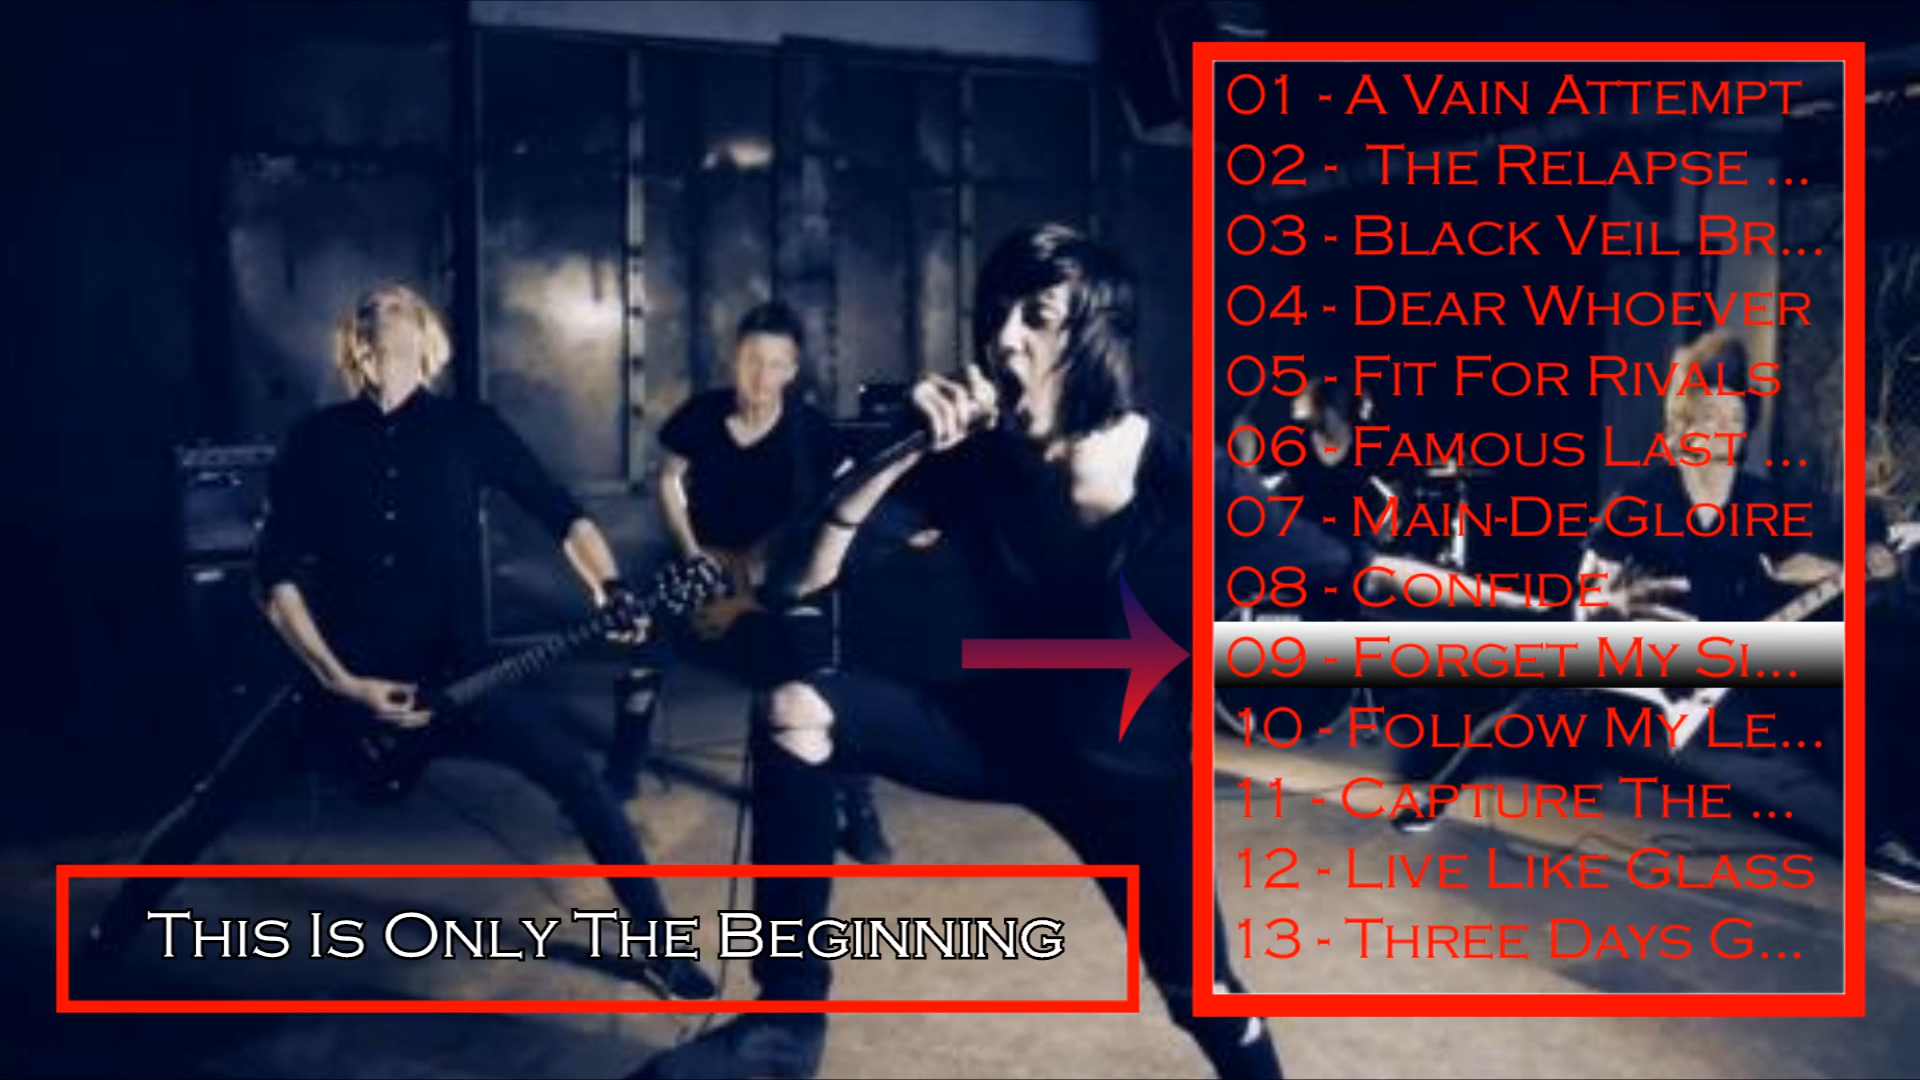 01 - A Vain Attempt
02 - The Relapse ...
03 - Black Veil Br...
04 - Dear Whoever
05 - Fit For Rivals
06 - Famous Last ...
07 - Main-De-Gloire
08 - Confide
09 - Forget My Si...
10 - Follow My Le...
11 - Capture The ...
12 - Live Like Glass
13 - Three Days G...
This Is Only The Beginning